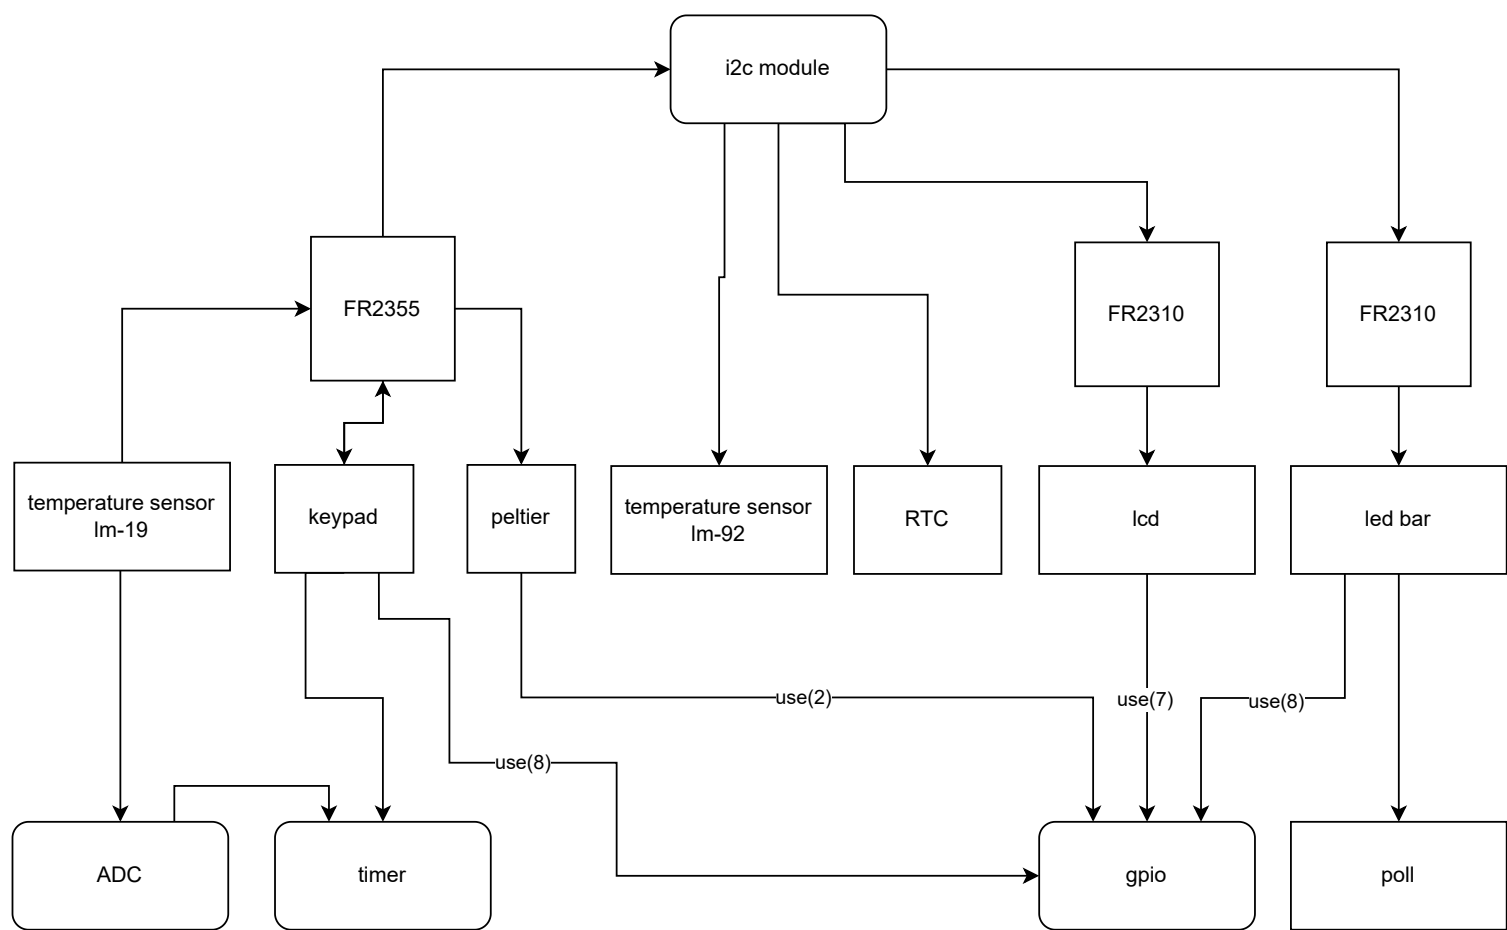 i2c module
FR2355
FR2310
FR2310
temperature sensor
lm-19
keypad
peltier
temperature sensor
lm-92
RTC
lcd
led bar
use(2)
use(7)
use(8)
use(8)
ADC
timer
gpio
poll